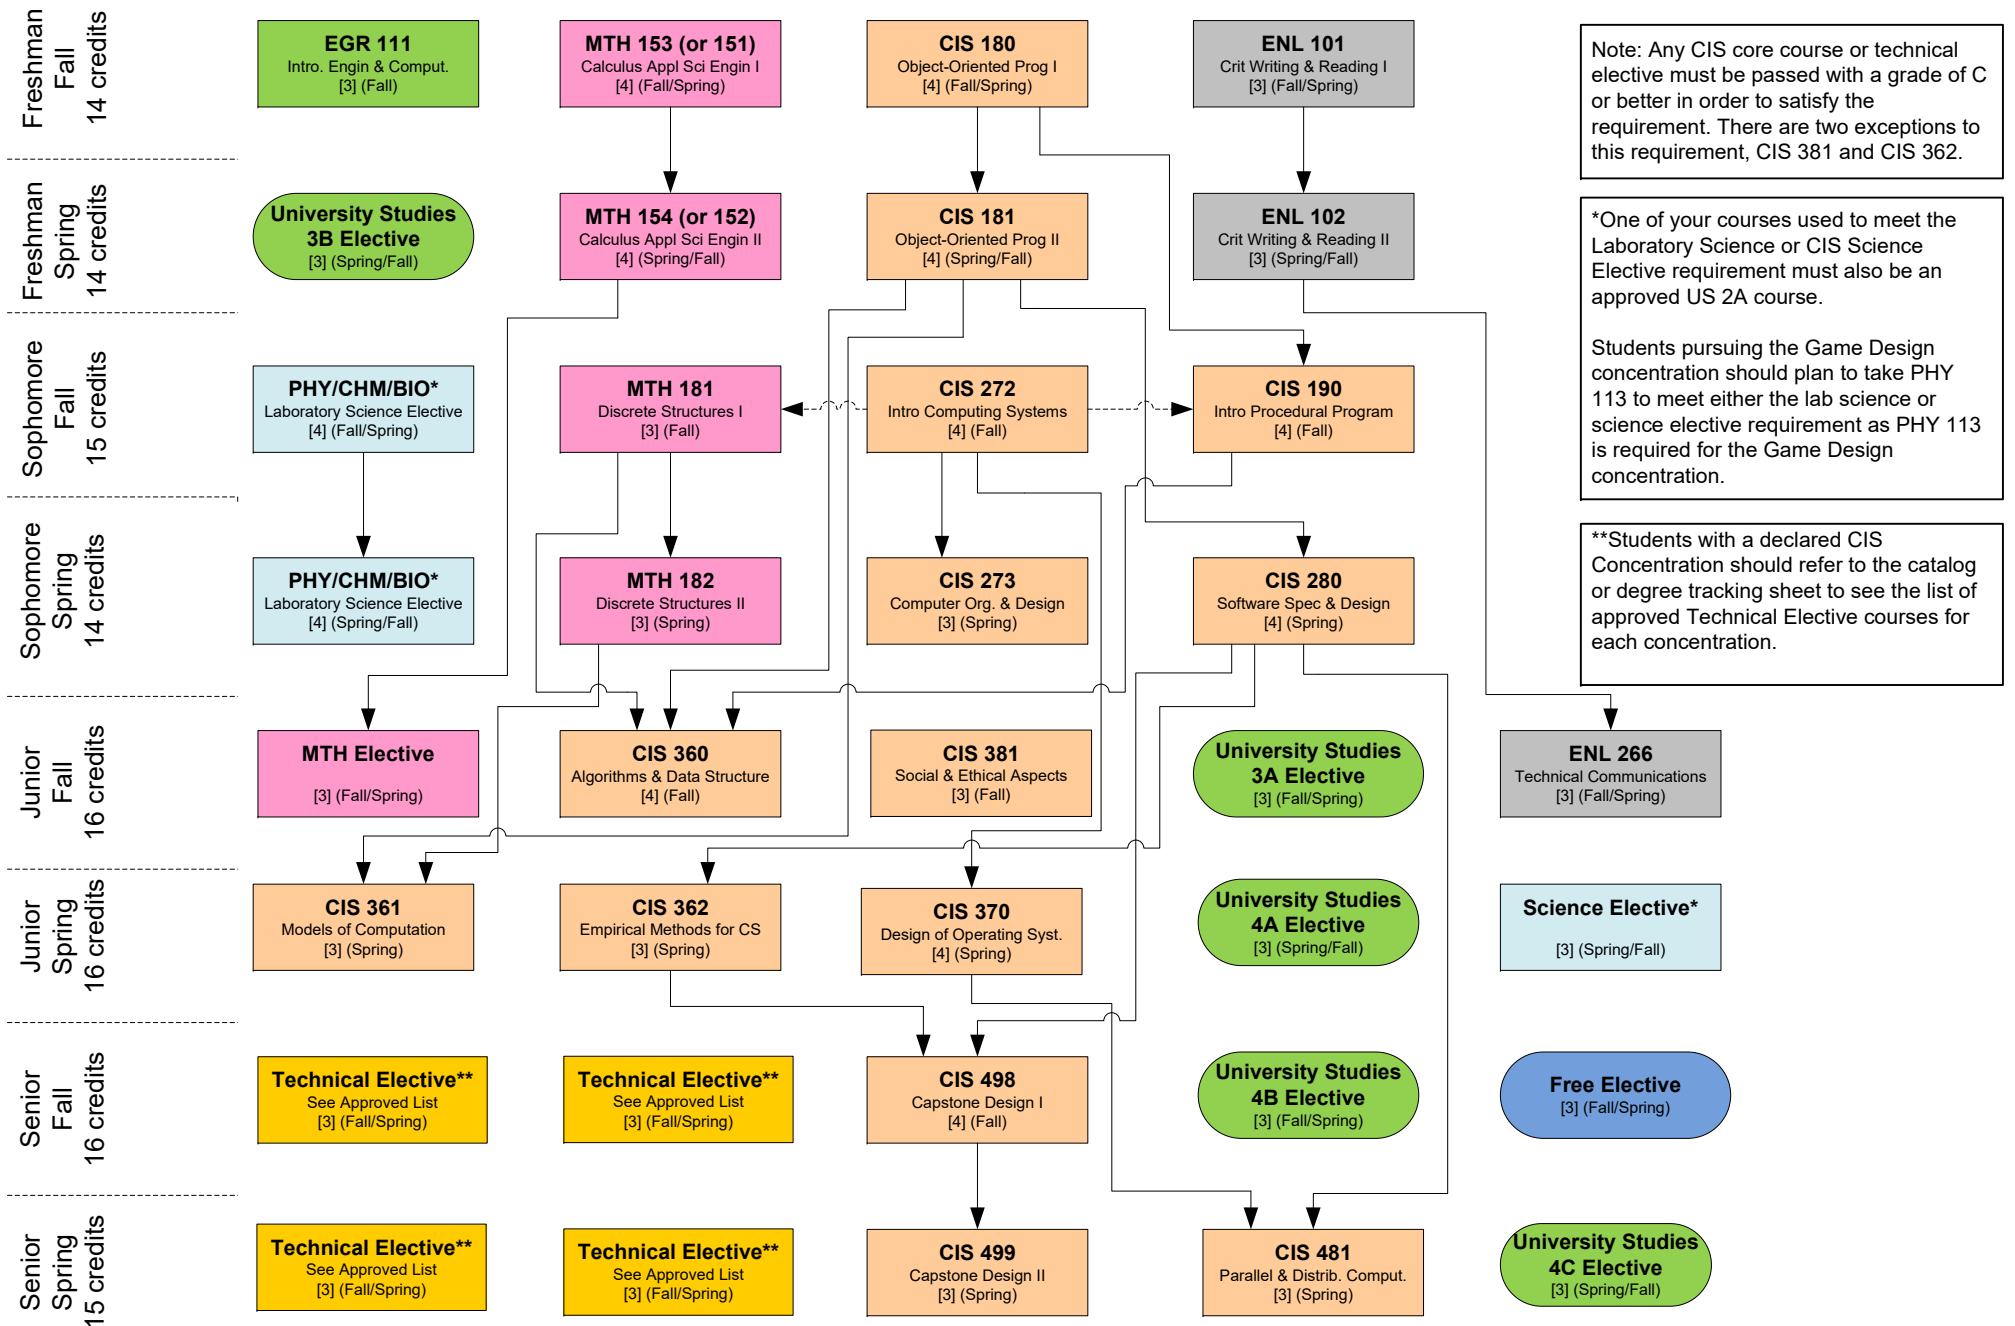 Freshman
Fall
14 credits
EGR 111
Intro. Engin & Comput.
[3] (Fall)
MTH 153 (or 151)
Calculus Appl Sci Engin I
[4] (Fall/Spring)
CIS 180
Object-Oriented Prog I
[4] (Fall/Spring)
ENL 101
Crit Writing & Reading I
[3] (Fall/Spring)
Note: Any CIS core course or technical
elective must be passed with a grade of C
or better in order to satisfy the
requirement. There are two exceptions to
this requirement, CIS 381 and CIS 362.
Freshman
Spring
14 credits
University Studies
3B Elective
[3] (Spring/Fall)
MTH 154 (or 152)
Calculus Appl Sci Engin II
[4] (Spring/Fall)
CIS 181
Object-Oriented Prog II
[4] (Spring/Fall)
ENL 102
Crit Writing & Reading II
[3] (Spring/Fall)
*One of your courses used to meet the
Laboratory Science or CIS Science
Elective requirement must also be an
approved US 2A course.
Students pursuing the Game Design
concentration should plan to take PHY
113 to meet either the lab science or
science elective requirement as PHY 113
is required for the Game Design
concentration.
Sophomore
Fall
15 credits
PHY/CHM/BIO*
Laboratory Science Elective
[4] (Fall/Spring)
MTH 181
Discrete Structures I
[3] (Fall)
CIS 272
Intro Computing Systems
[4] (Fall)
CIS 190
Intro Procedural Program
[4] (Fall)
Sophomore
Spring
14 credits
PHY/CHM/BIO*
Laboratory Science Elective
[4] (Spring/Fall)
MTH 182
Discrete Structures II
[3] (Spring)
CIS 273
Computer Org. & Design
[3] (Spring)
CIS 280
Software Spec & Design
[4] (Spring)
**Students with a declared CIS
Concentration should refer to the catalog
or degree tracking sheet to see the list of
approved Technical Elective courses for
each concentration.
Junior
Fall
16 credits
MTH Elective
[3] (Fall/Spring)
CIS 360
Algorithms & Data Structure
[4] (Fall)
CIS 381
Social & Ethical Aspects
[3] (Fall)
University Studies
3A Elective
[3] (Fall/Spring)
ENL 266
Technical Communications
[3] (Fall/Spring)
Junior
Spring
16 credits
CIS 361
Models of Computation
[3] (Spring)
CIS 362
Empirical Methods for CS
[3] (Spring)
CIS 370
Design of Operating Syst.
[4] (Spring)
University Studies
4A Elective
[3] (Spring/Fall)
Science Elective*
[3] (Spring/Fall)
Senior
Fall
16 credits
Technical Elective**
See Approved List
[3] (Fall/Spring)
Technical Elective**
See Approved List
[3] (Fall/Spring)
CIS 498
Capstone Design I
[4] (Fall)
University Studies
4B Elective
[3] (Fall/Spring)
Free Elective
[3] (Fall/Spring)
Senior
Spring
15 credits
Technical Elective**
See Approved List
[3] (Fall/Spring)
Technical Elective**
See Approved List
[3] (Fall/Spring)
CIS 499
Capstone Design II
[3] (Spring)
CIS 481
Parallel & Distrib. Comput.
[3] (Spring)
University Studies
4C Elective
[3] (Spring/Fall)